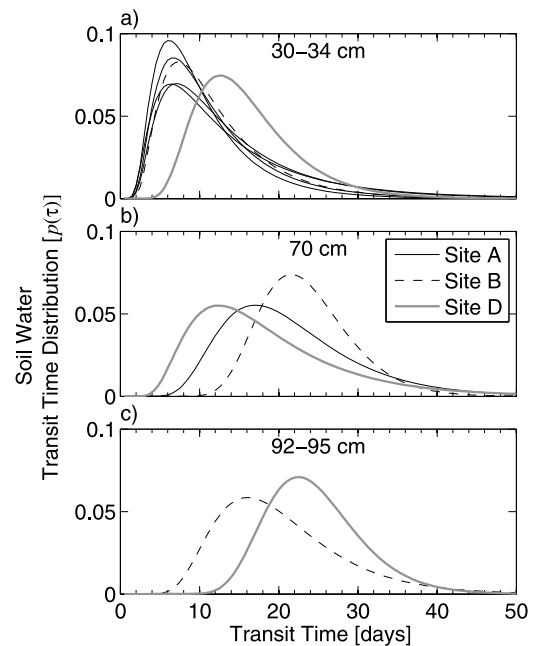 a)
0.1
30–34 cm
0.05
0
b)
0.1
70 cm
Site A
Site B
Site D
0.05
0
c)
0.1
92–95 cm
0.05
0
0 10 20 30 40 50
Transit Time [days]
Soil Water
Transit Time Distribution [p(τ)]